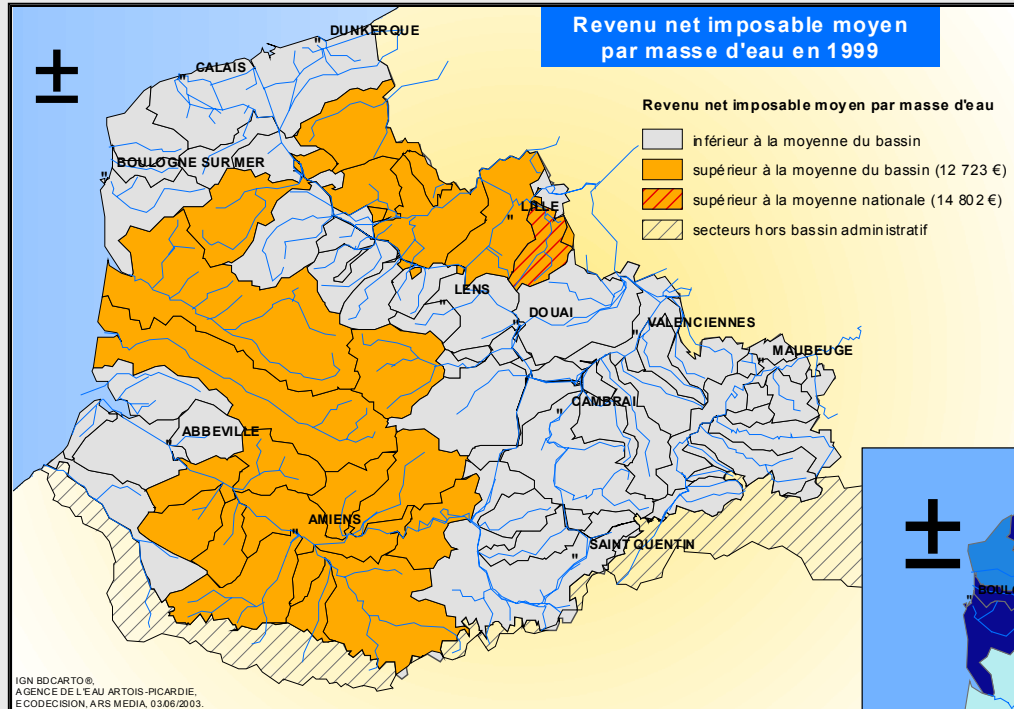 Revenu net imposable moyen
par masse d'eau en 1999
Revenu net imposable moyen par masse d'eau
inférieur à la moyenne du bassin
supérieur à la moyenne du bassin (12 723 €)
supérieur à la moyenne nationale (14 802 €)
secteurs hors bassin administratif
DUNKERQUE
CALAIS
BOULOGNE SUR MER
LILLE
LENS
DOUAI
VALENCIENNES
MAUBEUGE
CAMBRAI
ABBEVILLE
AMIENS
SAINT QUENTIN
BOULO
IGN BDCARTO®,
AGENCE DE L'EAU ARTOIS-PICARDIE,
ECODECISION, ARS MEDIA, 03/06/2003.